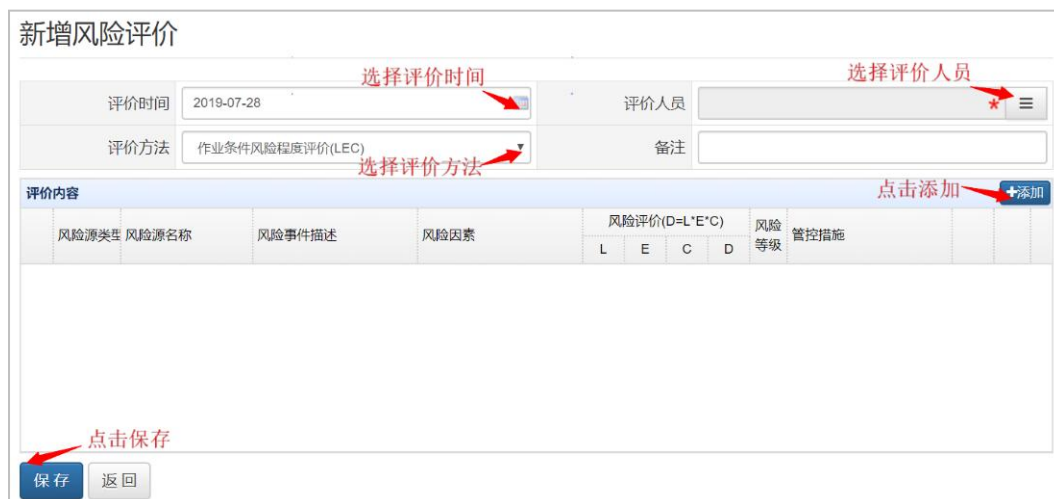 新增风险评价
选择评价时间
选择评价人员
评价时间 2019-07-28 评价人员 * ≡
评价方法 作业条件风险程度评价(LEC) 备注
选择评价方法
评价内容 点击添加 +添加
风险源类型 风险源名称 风险事件描述 风险因素 风险评价(D=L*E*C) 风险等级 管控措施
L E C D
点击保存
保存 返回